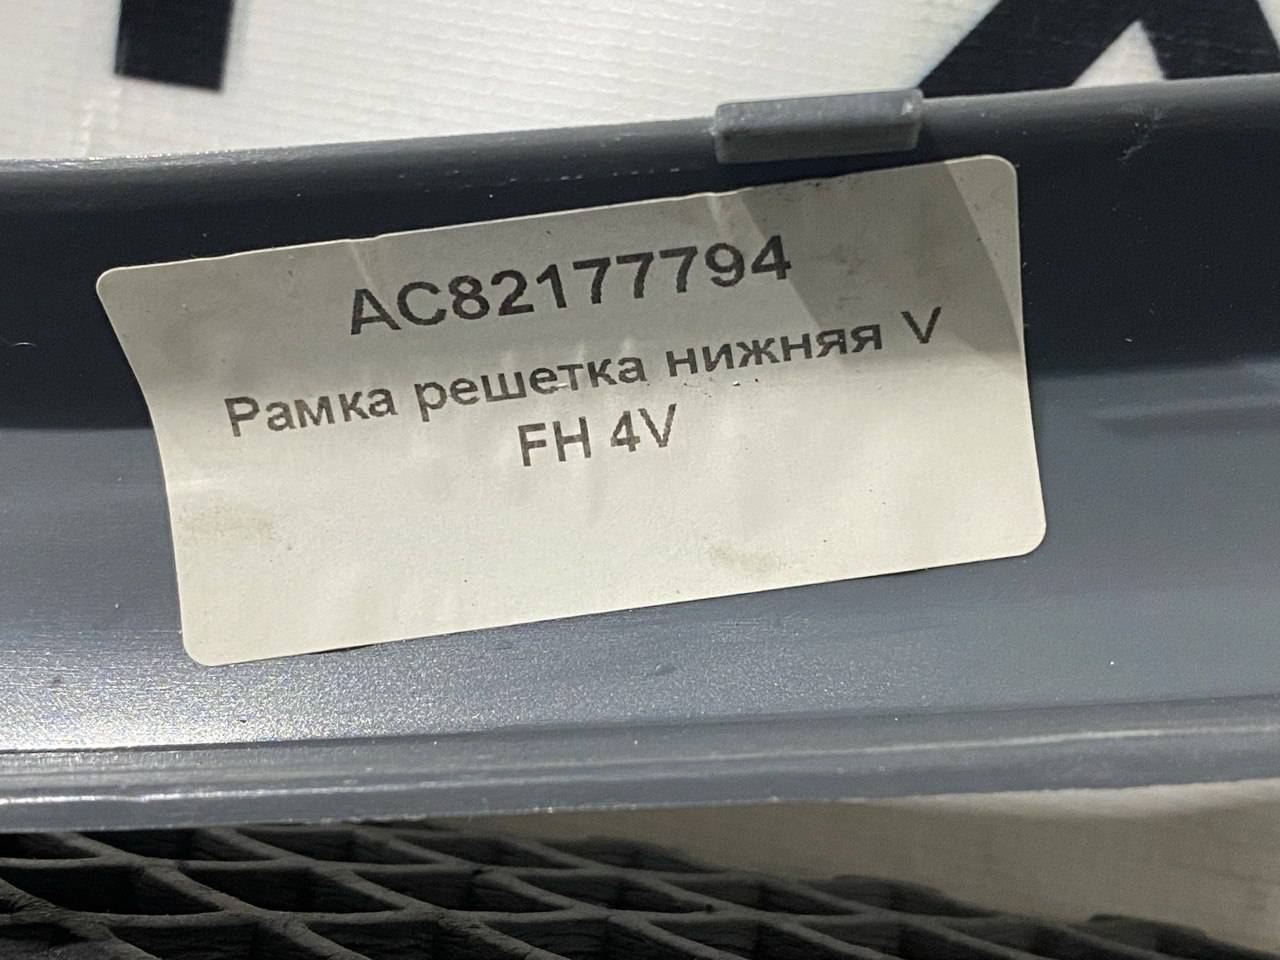 AC82177794
Рамка решетка нижняя V
FH 4V